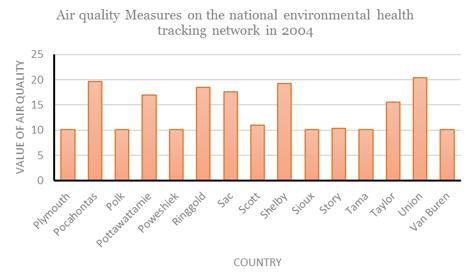 Air quality Measures on the national environmental health
tracking network in 2004
VALUE OF AIR QUALITY
25
20
15
10
5
0
Plymouth
Pocahontas
Polk
Pottawattamie
Poweshiek
Ringgold
Sac
Scott
Shelby
Sioux
Story
Tama
Taylor
Union
Van Buren
COUNTRY